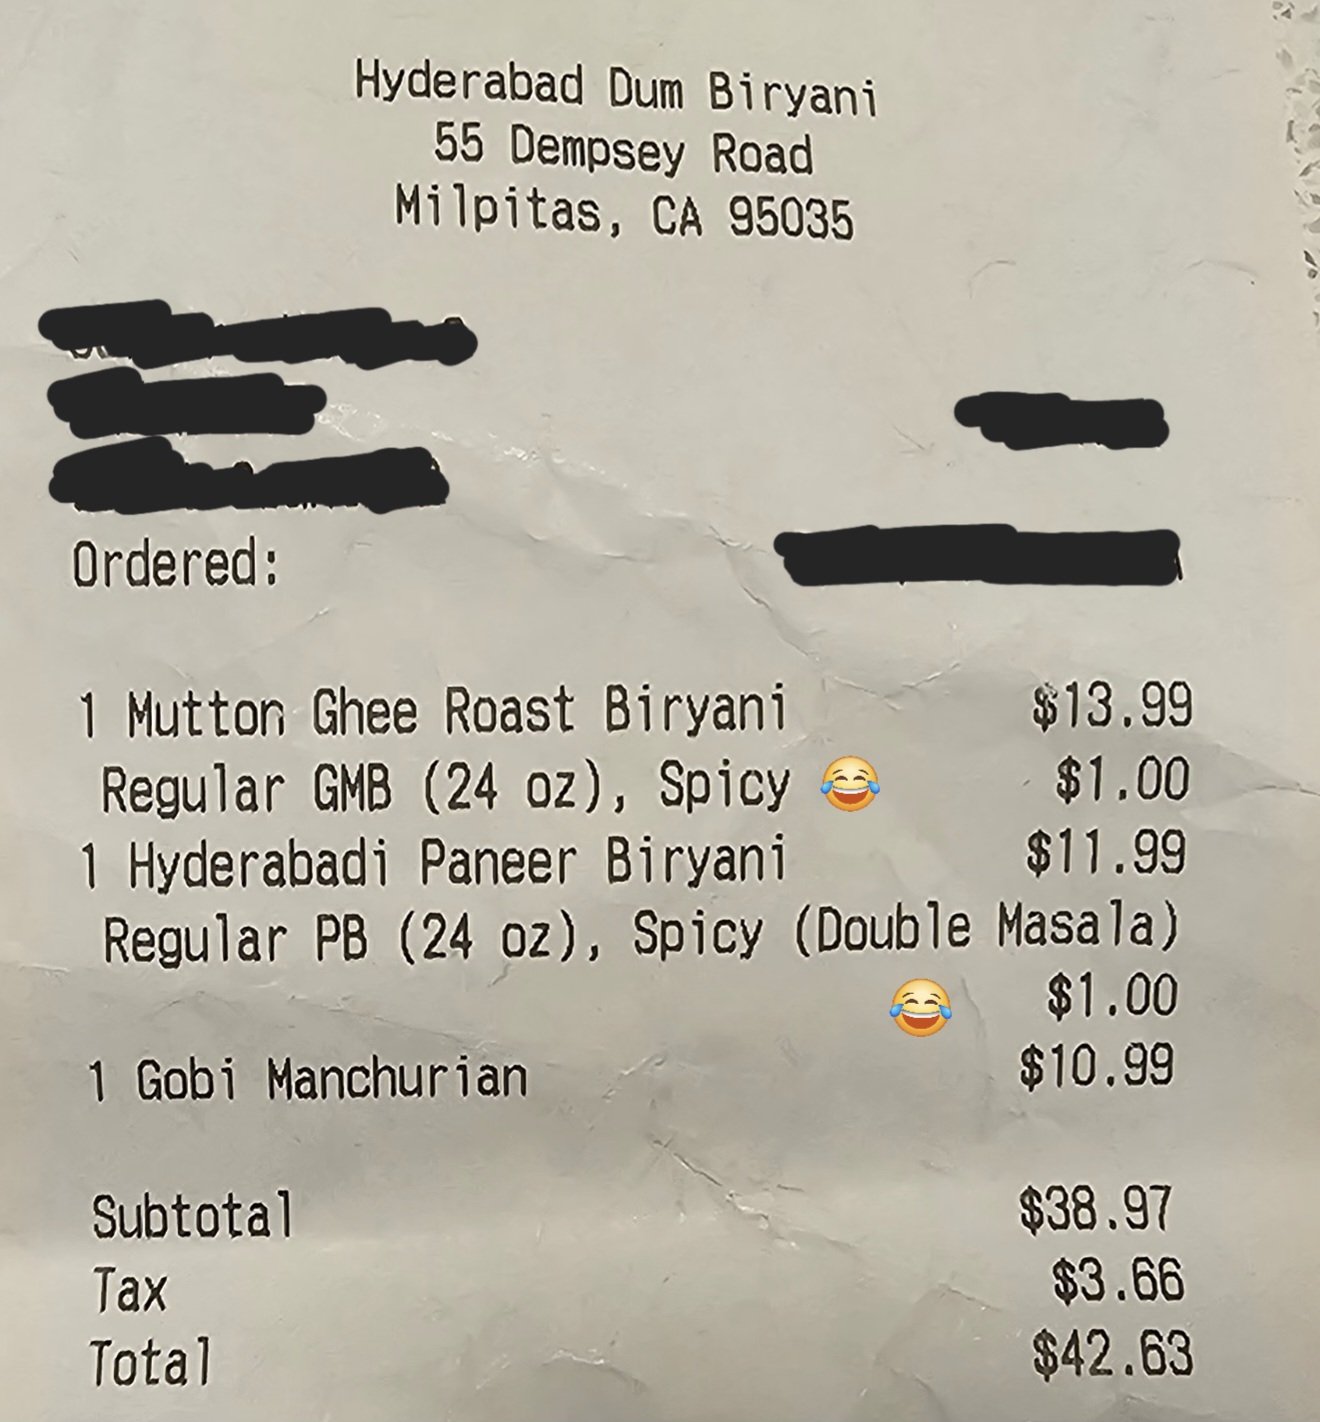 Hyderabad Dum Biryani
55 Dempsey Road
Milpitas, CA 95035
Ordered:
1 Mutton Ghee Roast Biryani $13.99
Regular GMB (24 oz), Spicy 😂 $1.00
1 Hyderabadi Paneer Biryani $11.99
Regular PB (24 oz), Spicy (Double Masala)
😂 $1.00
1 Gobi Manchurian $10.99
Subtotal $38.97
Tax $3.66
Total $42.63